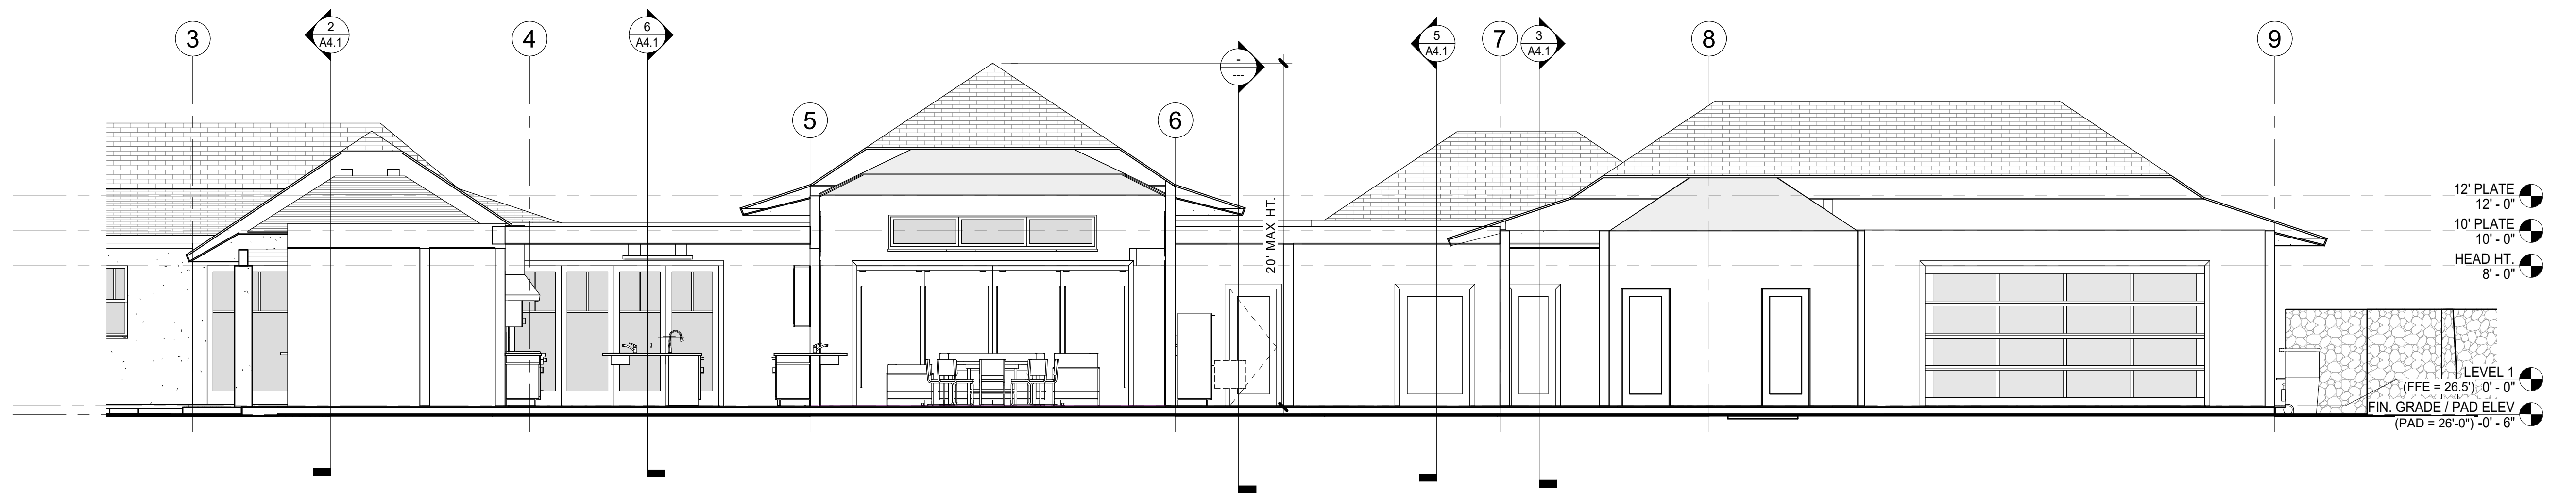 3
2
A4.1
4
6
A4.1
5
6
-
---
20' MAX HT.
5
A4.1
7
3
A4.1
8
9
12' PLATE
12' - 0"
10' PLATE
10' - 0"
HEAD HT.
8' - 0"
LEVEL 1
(FFE = 26.5') 0' - 0"
FIN. GRADE / PAD ELEV
(PAD = 26'-0") -0' - 6"